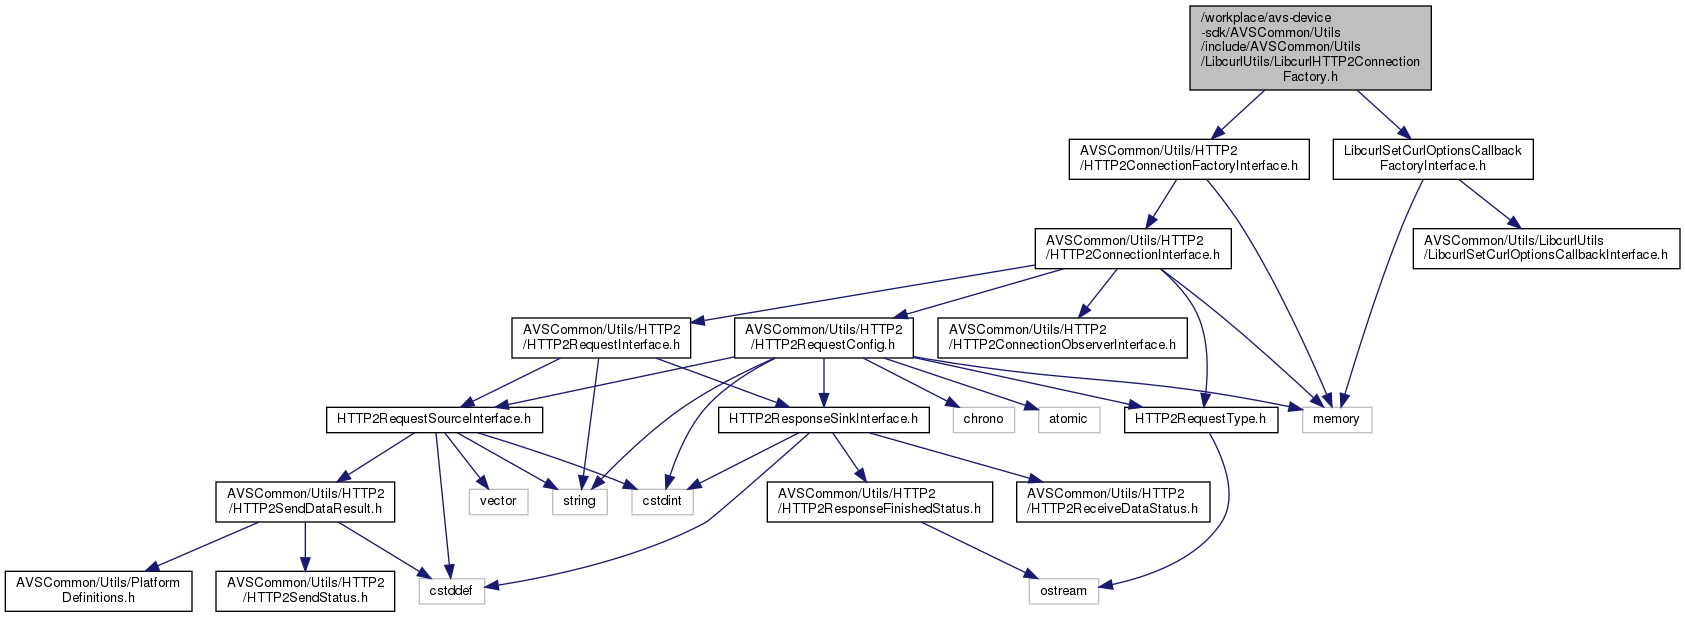 /workplace/avs-device
-sdk/AVSCommon/Utils
/include/AVSCommon/Utils
/LibcurlUtils/LibcurlHTTP2Connection
Factory.h
AVSCommon/Utils/HTTP2
/HTTP2ConnectionFactoryInterface.h
LibcurlSetCurlOptionsCallback
FactoryInterface.h
AVSCommon/Utils/HTTP2
/HTTP2ConnectionInterface.h
AVSCommon/Utils/LibcurlUtils
/LibcurlSetCurlOptionsCallbackInterface.h
AVSCommon/Utils/HTTP2
/HTTP2RequestInterface.h
AVSCommon/Utils/HTTP2
/HTTP2RequestConfig.h
AVSCommon/Utils/HTTP2
/HTTP2ConnectionObserverInterface.h
HTTP2RequestSourceInterface.h
HTTP2ResponseSinkInterface.h
chrono
atomic
HTTP2RequestType.h
memory
AVSCommon/Utils/HTTP2
/HTTP2SendDataResult.h
vector
string
cstdint
AVSCommon/Utils/HTTP2
/HTTP2ResponseFinishedStatus.h
AVSCommon/Utils/HTTP2
/HTTP2ReceiveDataStatus.h
AVSCommon/Utils/Platform
Definitions.h
AVSCommon/Utils/HTTP2
/HTTP2SendStatus.h
cstddef
ostream